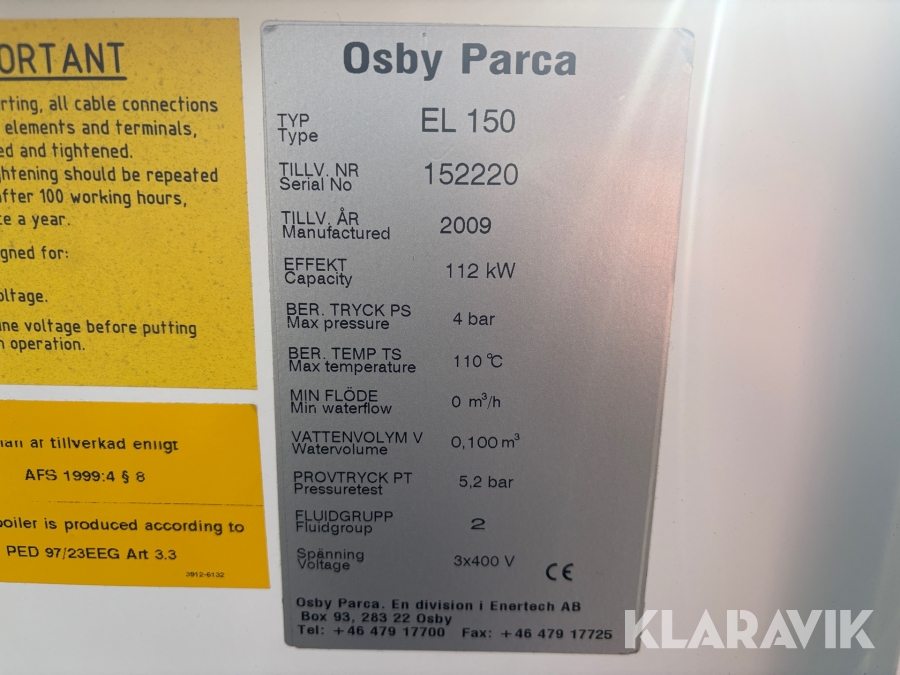 ORTANT
rting, all cable connections
elements and terminals,
ed and tightened.
ghtening should be repeated
after 100 working hours,
ce a year.
gned for:
oltage.
ne voltage before putting
n operation.
nan är tillverkad enligt
AFS 1999:4 § 8
boiler is produced according to
PED 97/23EEG Art 3.3
3912-6132
Osby Parca
TYP
Type
EL 150
TILLV. NR
Serial No
152220
TILLV. ÅR
Manufactured
2009
EFFEKT
Capacity
112 kW
BER. TRYCK PS
Max pressure
4 bar
BER. TEMP TS
Max temperature
110 °C
MIN FLÖDE
Min waterflow
0 m³/h
VATTENVOLYM V
Watervolume
0,100 m³
PROVTRYCK PT
Pressuretest
5,2 bar
FLUIDGRUPP
Fluidgroup
2
Spänning
Voltage
3x400 V
CE
Osby Parca. En division i Enertech AB
Box 93, 283 22 Osby
Tel: +46 479 17700 Fax: +46 479 17725
KLARAVIK